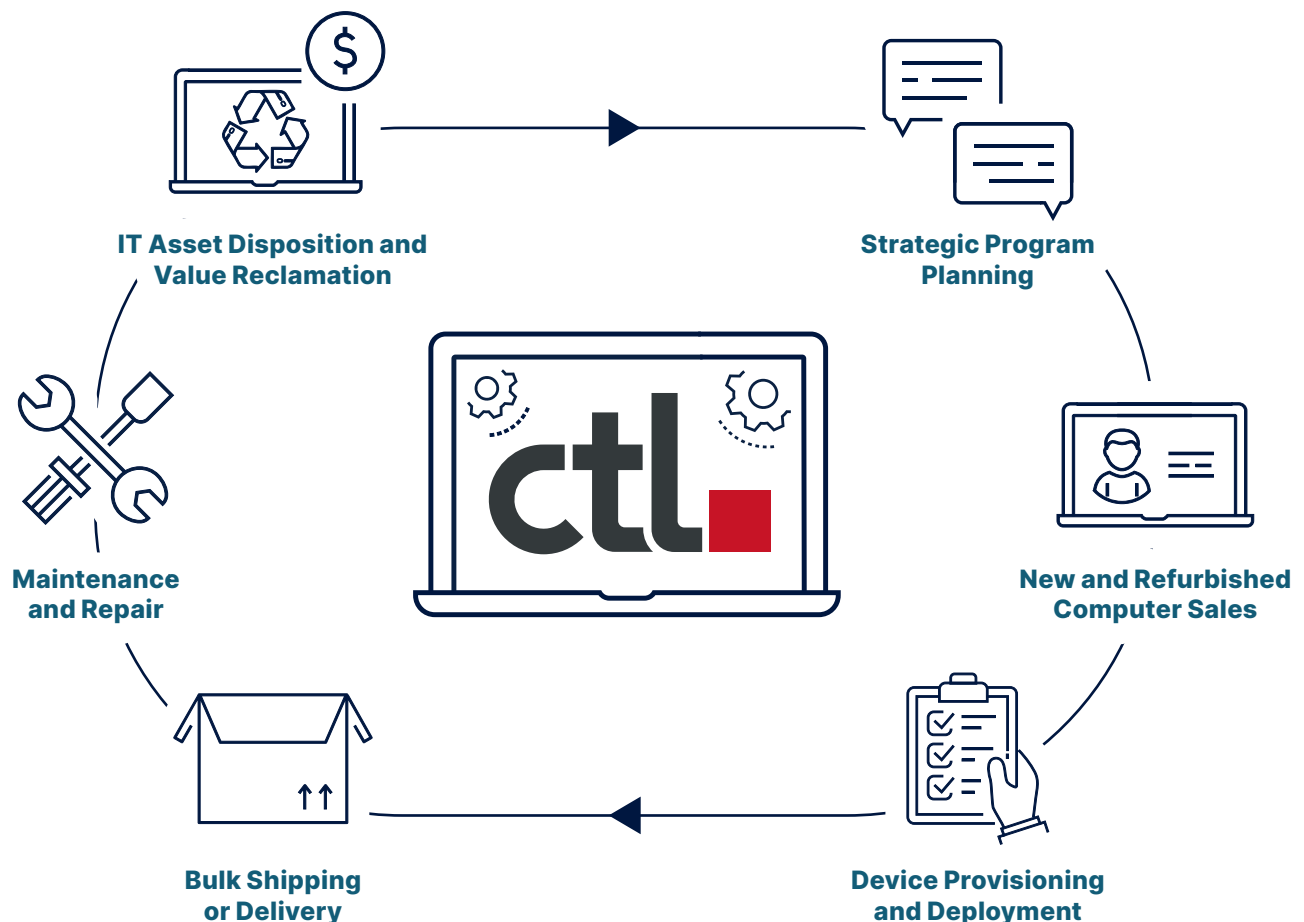 $
IT Asset Disposition and
Value Reclamation
Strategic Program
Planning
ctl
Maintenance
and Repair
New and Refurbished
Computer Sales
Bulk Shipping
or Delivery
Device Provisioning
and Deployment